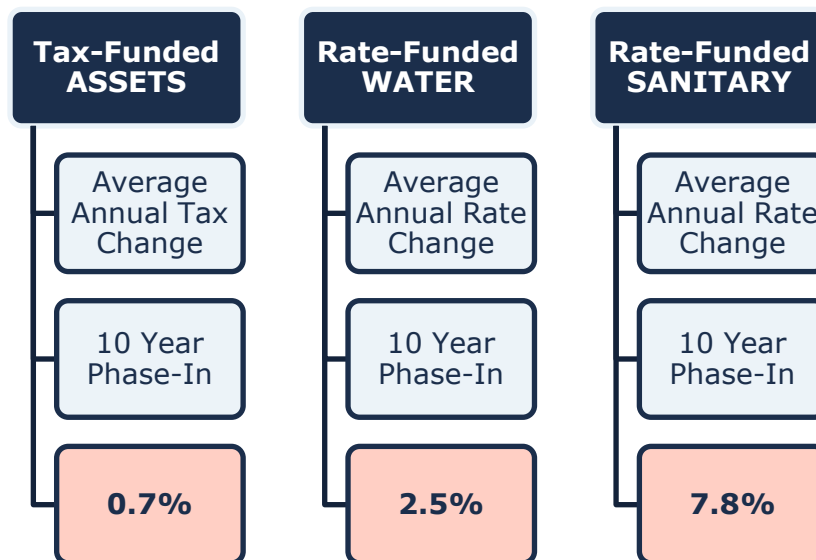 Tax-Funded
ASSETS
Average
Annual Tax
Change
10 Year
Phase-In
0.7%
Rate-Funded
WATER
Average
Annual Rate
Change
10 Year
Phase-In
2.5%
Rate-Funded
SANITARY
Average
Annual Rate
Change
10 Year
Phase-In
7.8%